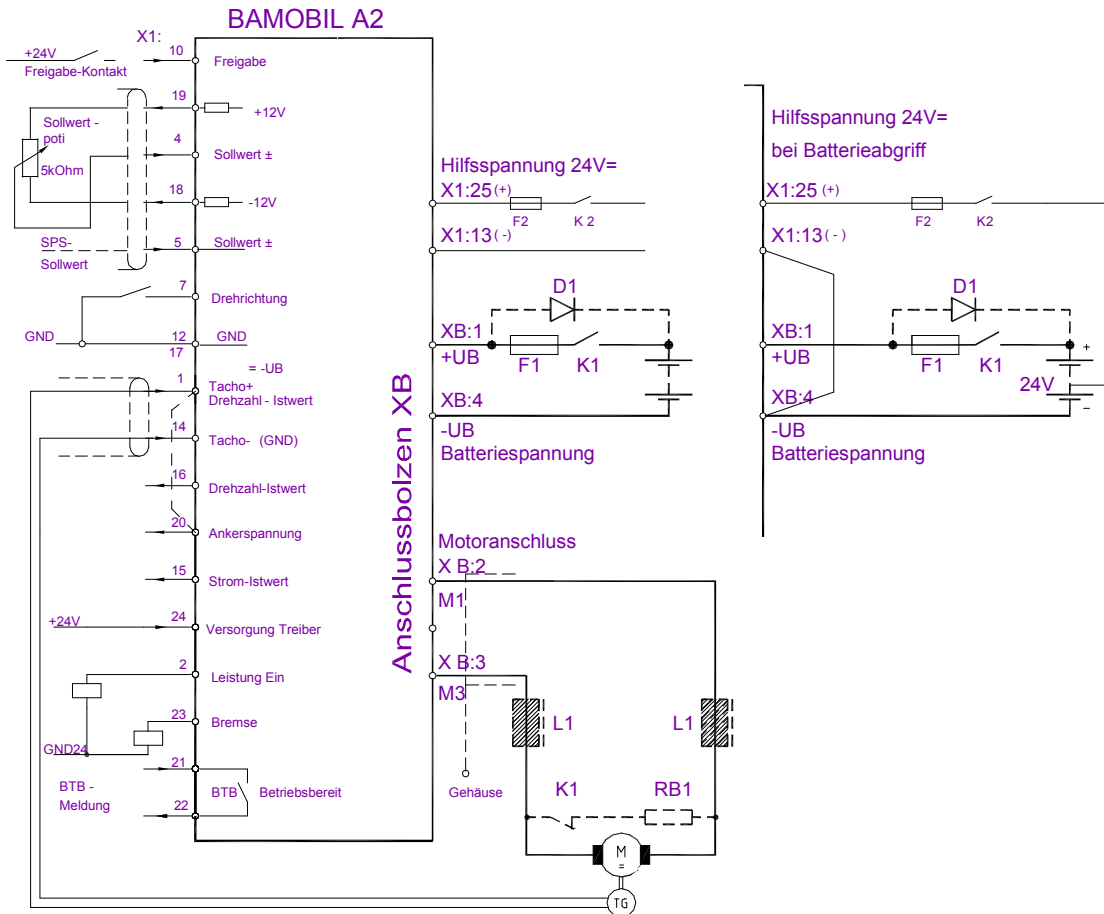 BAMOBIL A2
X1:
+24V
Freigabe-Kontakt
10
Freigabe
19
+12V
Sollwert -
poti
5kOhm
4
Sollwert ±
18
-12V
SPS-
Sollwert
5
Sollwert ±
7
Drehrichtung
GND
12
GND
17
= -UB
1
Tacho+
Drehzahl - Istwert
14
Tacho- (GND)
16
Drehzahl-Istwert
20
Ankerspannung
15
Strom-Istwert
+24V
24
Versorgung Treiber
2
Leistung Ein
23
Bremse
GND24
21
BTB -
Meldung
BTB
Betriebsbereit
22
Anschlussbolzen XB
Hilfsspannung 24V=
X1:25 (+)
F2
K 2
X1:13 ( - )
D1
XB:1
+UB
F1
K1
XB:4
-UB
Batteriespannung
Motoranschluss
X B:2
M1
X B:3
M3
L1
L1
Gehäuse
K1
RB1
M
=
TG
Hilfsspannung 24V=
bei Batterieabgriff
X1:25 (+)
F2
K2
X1:13 ( - )
D1
XB:1
+UB
F1
K1
+
24V
–
XB:4
-UB
Batteriespannung